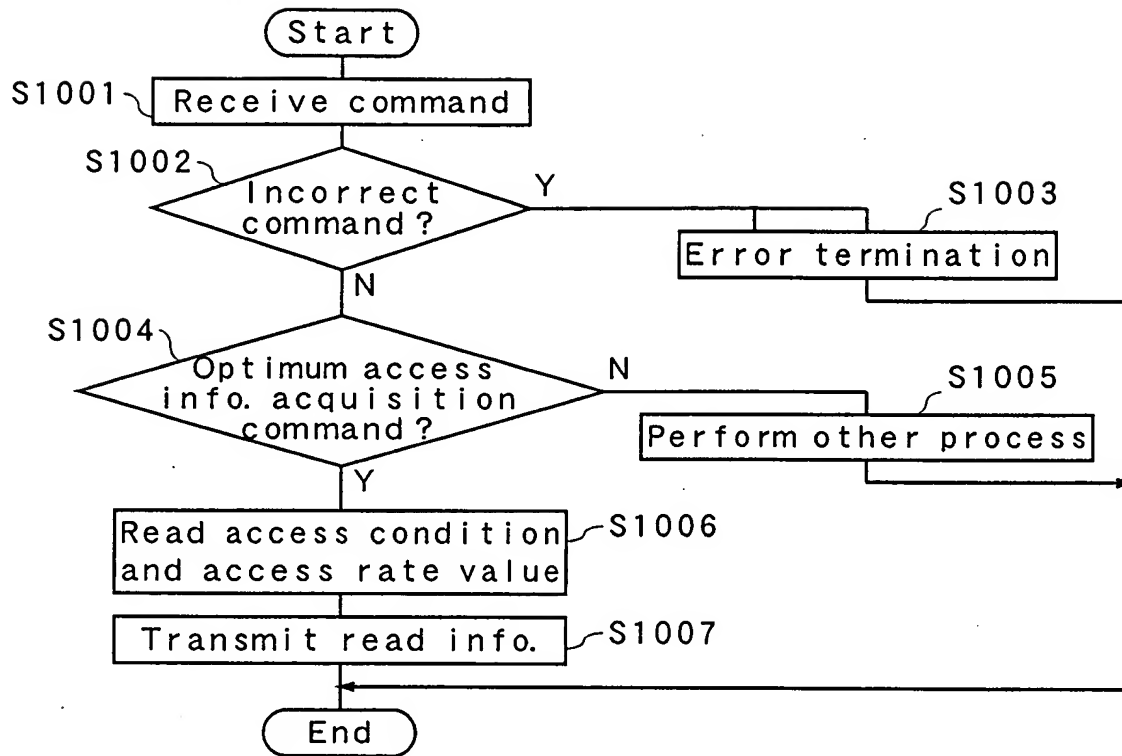 Start
S1001
Receive command
S1002
Incorrect
command?
Y
S1003
Error termination
N
S1004
Optimum access
info. acquisition
command?
N
S1005
Perform other process
Y
Read access condition
and access rate value
S1006
Transmit read info.
S1007
End